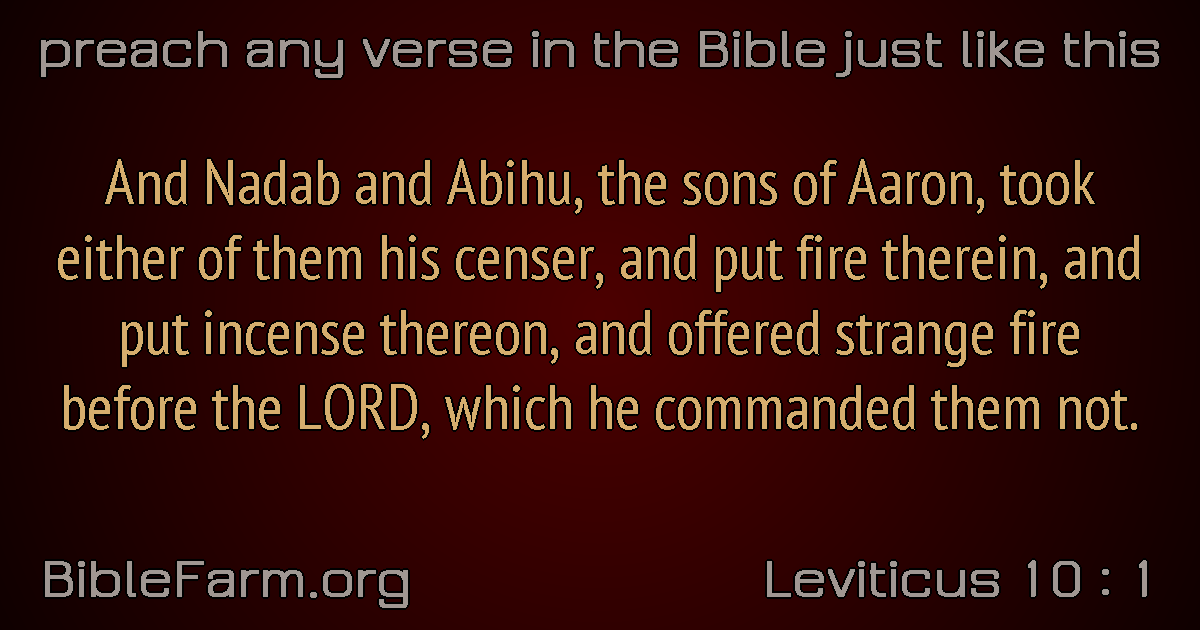 preach any verse in the Bible just like this
And Nadab and Abihu, the sons of Aaron, took
either of them his censer, and put fire therein, and
put incense thereon, and offered strange fire
before the LORD, which he commanded them not.
BibleFarm.org
Leviticus 10 : 1